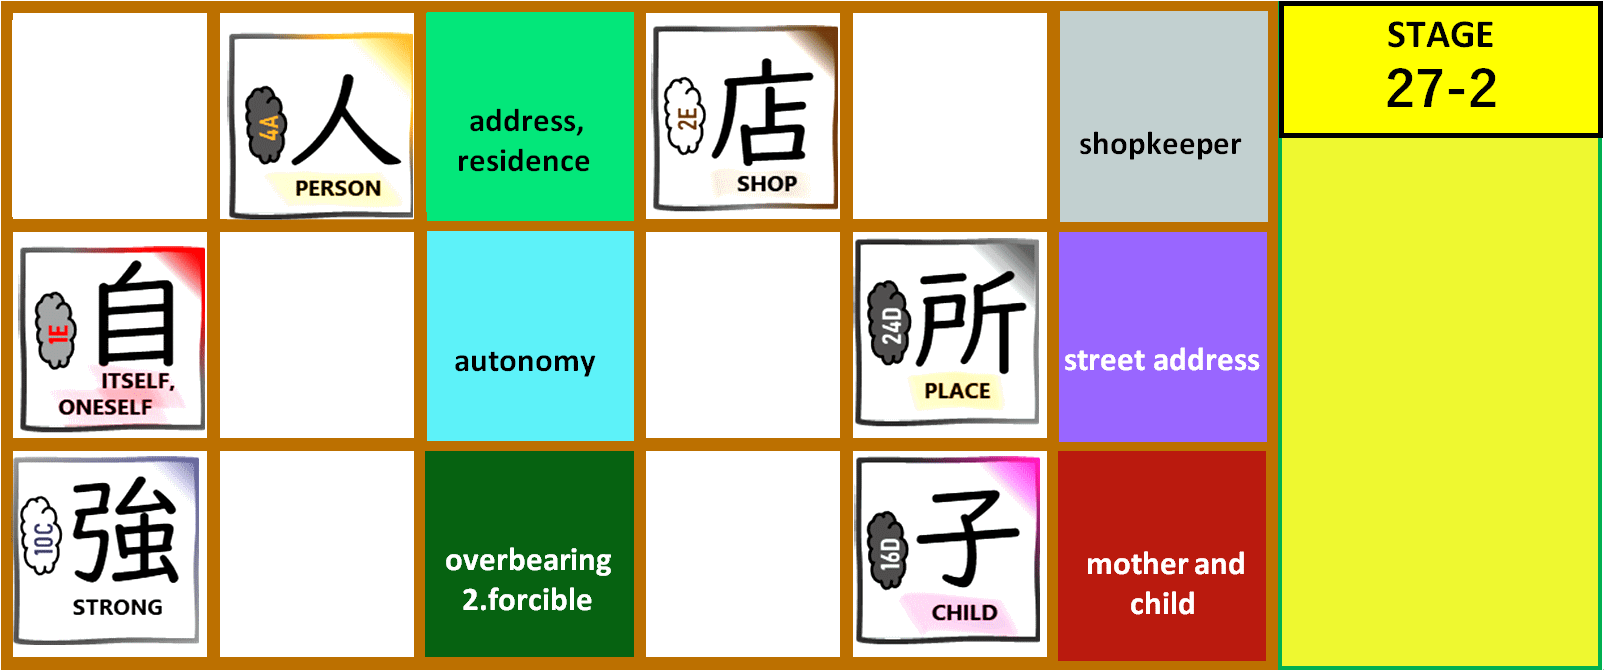 4A
人
PERSON
address,
residence
2E
店
SHOP
shopkeeper
STAGE
27-2
1E
自
ITSELF,
ONESELF
autonomy
24D
所
PLACE
street address
10C
強
STRONG
overbearing
2.forcible
16D
子
CHILD
mother and
child